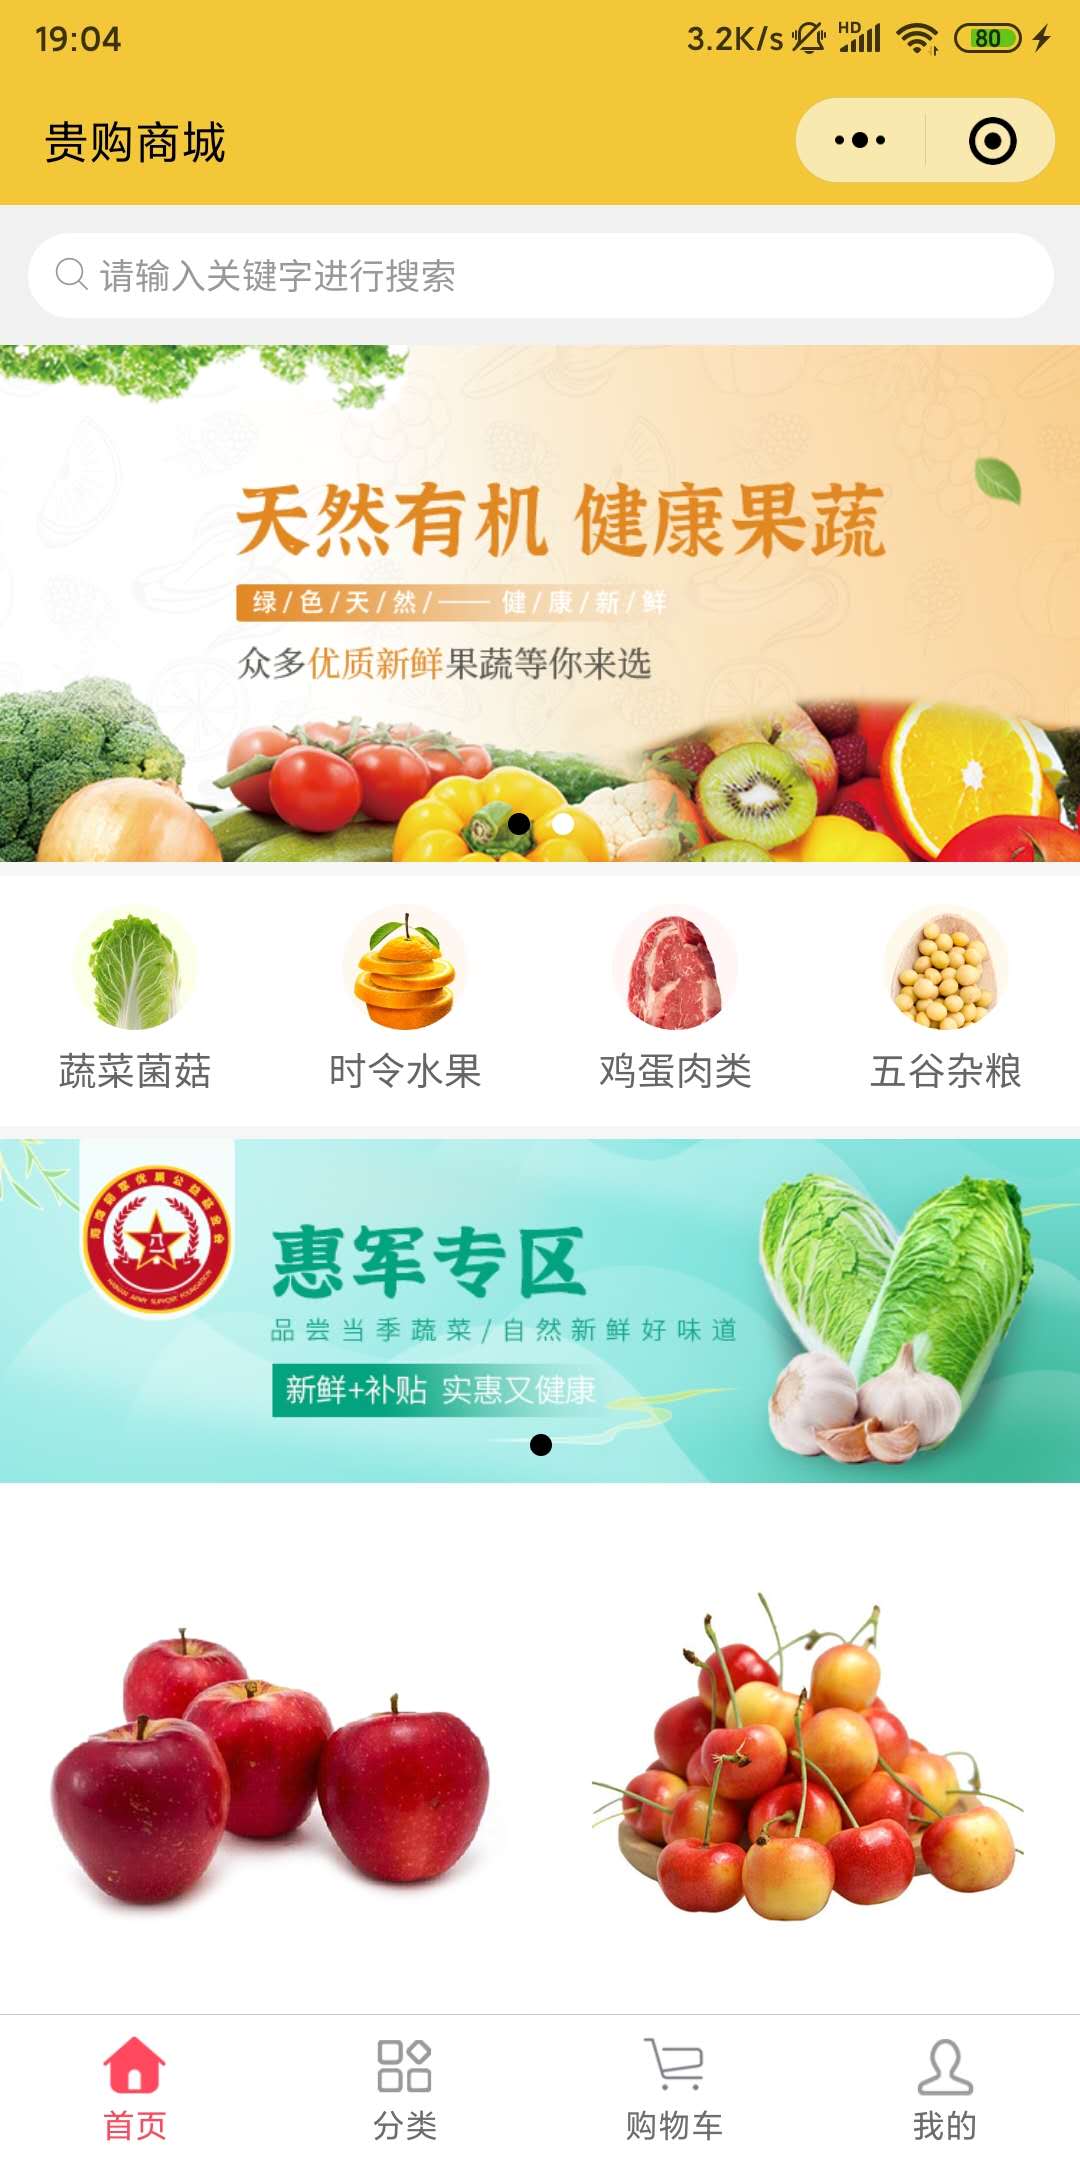 19:04
3.2K/s
HD
80
贵购商城
请输入关键字进行搜索
天然有机 健康果蔬
绿/色/天/然/——健/康/新/鲜
众多优质新鲜果蔬等你来选
蔬菜菌菇 时令水果 鸡蛋肉类 五谷杂粮
惠军专区
品尝当季蔬菜/自然新鲜好味道
新鲜+补贴 实惠又健康
首页 分类 购物车 我的